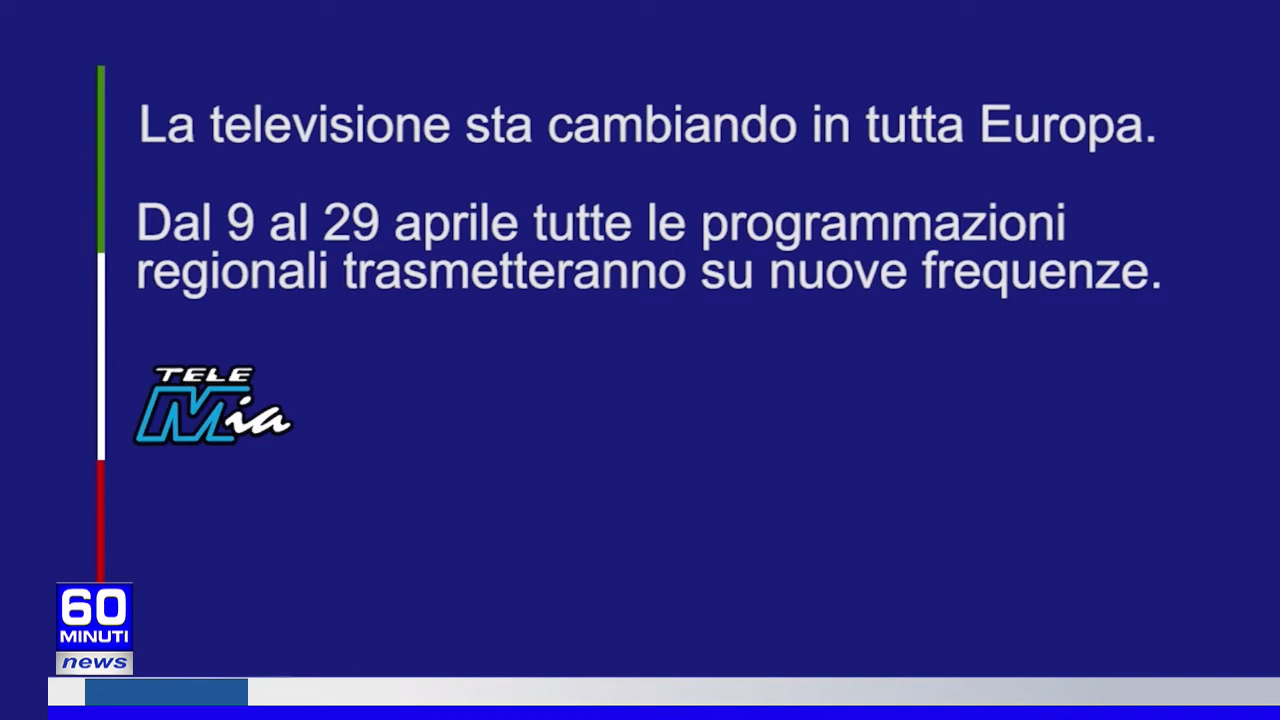 La televisione sta cambiando in tutta Europa.
Dal 9 al 29 aprile tutte le programmazioni
regionali trasmetteranno su nuove frequenze.
TELE
Mia
60
MINUTI
news